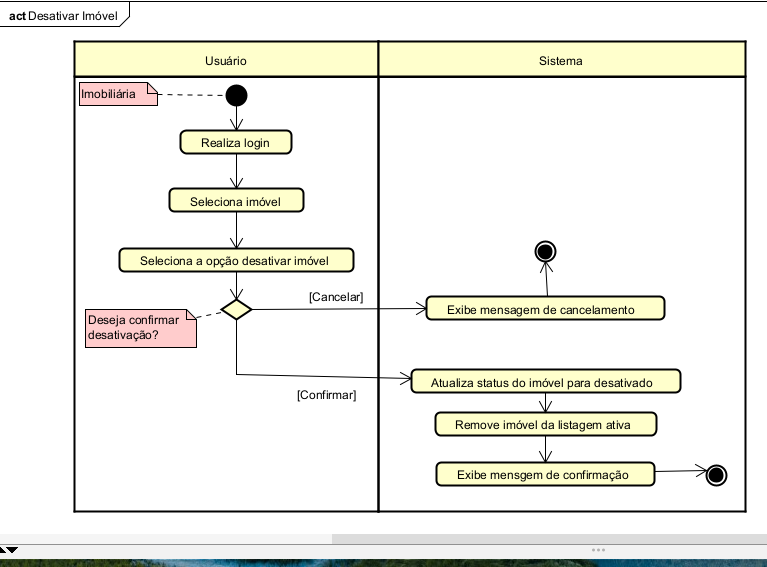 act Desativar Imóvel
Usuário
Sistema
Imobiliária
Realiza login
Seleciona imóvel
Seleciona a opção desativar imóvel
[Cancelar]
Exibe mensagem de cancelamento
Deseja confirmar
desativação?
Atualiza status do imóvel para desativado
[Confirmar]
Remove imóvel da listagem ativa
Exibe mensgem de confirmação